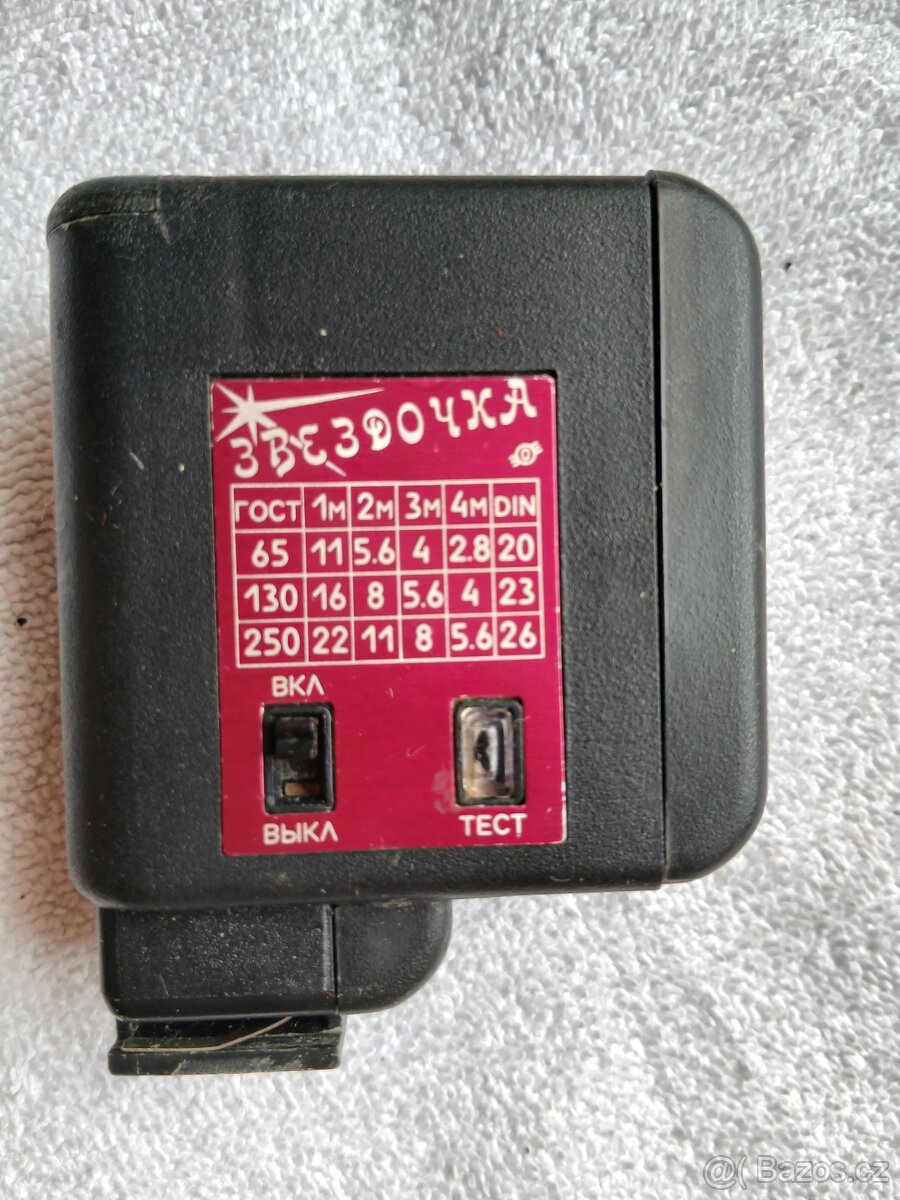 ЗВЕЗДОЧКА
ГОСТ 1м 2м 3м 4м DIN
65 11 5.6 4 2.8 20
130 16 8 5.6 4 23
250 22 11 8 5.6 26
ВКЛ
ВЫКЛ ТЕСТ
@( Bazos.cz